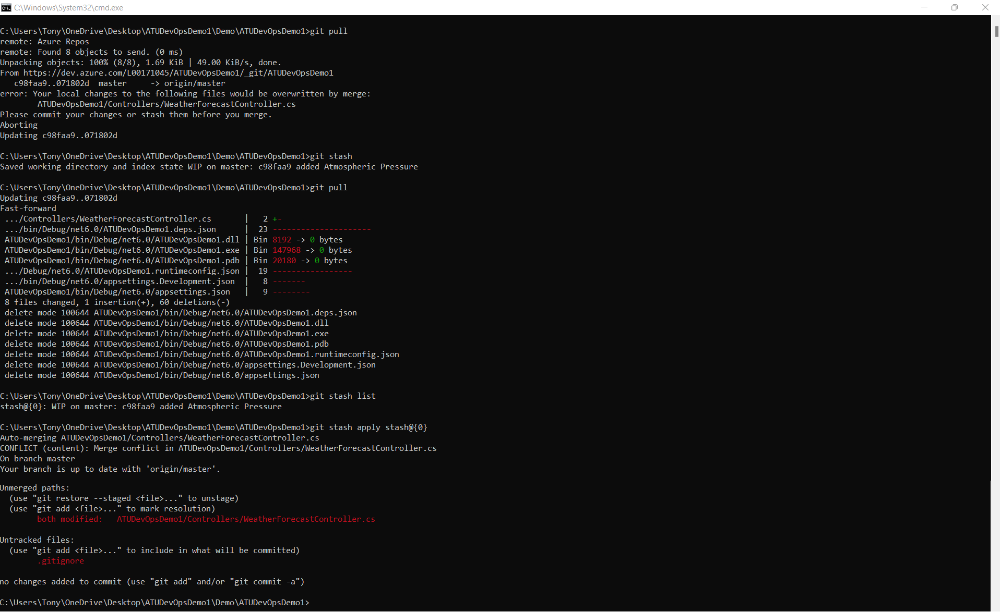 C:\Windows\System32\cmd.exe
C:\Users\Tony\OneDrive\Desktop\ATUDevOpsDemo1\Demo\ATUDevOpsDemo1>git pull
remote: Azure Repos
remote: Found 8 objects to send. (0 ms)
Unpacking objects: 100% (8/8), 1.69 KiB | 49.00 KiB/s, done.
From https://dev.azure.com/L00171045/ATUDevOpsDemo1/_git/ATUDevOpsDemo1
   c98faa9..071802d  master     -> origin/master
error: Your local changes to the following files would be overwritten by merge:
        ATUDevOpsDemo1/Controllers/WeatherForecastController.cs
Please commit your changes or stash them before you merge.
Aborting
Updating c98faa9..071802d
C:\Users\Tony\OneDrive\Desktop\ATUDevOpsDemo1\Demo\ATUDevOpsDemo1>git stash
Saved working directory and index state WIP on master: c98faa9 added Atmospheric Pressure
C:\Users\Tony\OneDrive\Desktop\ATUDevOpsDemo1\Demo\ATUDevOpsDemo1>git pull
Updating c98faa9..071802d
Fast-forward
 .../Controllers/WeatherForecastController.cs       |   2 +-
 .../bin/Debug/net6.0/ATUDevOpsDemo1.deps.json      |  23 ---------------------
 ATUDevOpsDemo1/bin/Debug/net6.0/ATUDevOpsDemo1.dll | Bin 8192 -> 0 bytes
 ATUDevOpsDemo1/bin/Debug/net6.0/ATUDevOpsDemo1.exe | Bin 147968 -> 0 bytes
 ATUDevOpsDemo1/bin/Debug/net6.0/ATUDevOpsDemo1.pdb | Bin 20180 -> 0 bytes
 .../Debug/net6.0/ATUDevOpsDemo1.runtimeconfig.json |  19 -----------------
 .../bin/Debug/net6.0/appsettings.Development.json  |   8 -------
 ATUDevOpsDemo1/bin/Debug/net6.0/appsettings.json   |   9 --------
 8 files changed, 1 insertion(+), 60 deletions(-)
 delete mode 100644 ATUDevOpsDemo1/bin/Debug/net6.0/ATUDevOpsDemo1.deps.json
 delete mode 100644 ATUDevOpsDemo1/bin/Debug/net6.0/ATUDevOpsDemo1.dll
 delete mode 100644 ATUDevOpsDemo1/bin/Debug/net6.0/ATUDevOpsDemo1.exe
 delete mode 100644 ATUDevOpsDemo1/bin/Debug/net6.0/ATUDevOpsDemo1.pdb
 delete mode 100644 ATUDevOpsDemo1/bin/Debug/net6.0/ATUDevOpsDemo1.runtimeconfig.json
 delete mode 100644 ATUDevOpsDemo1/bin/Debug/net6.0/appsettings.Development.json
 delete mode 100644 ATUDevOpsDemo1/bin/Debug/net6.0/appsettings.json
C:\Users\Tony\OneDrive\Desktop\ATUDevOpsDemo1\Demo\ATUDevOpsDemo1>git stash list
stash@{0}: WIP on master: c98faa9 added Atmospheric Pressure
C:\Users\Tony\OneDrive\Desktop\ATUDevOpsDemo1\Demo\ATUDevOpsDemo1>git stash apply stash@{0}
Auto-merging ATUDevOpsDemo1/Controllers/WeatherForecastController.cs
CONFLICT (content): Merge conflict in ATUDevOpsDemo1/Controllers/WeatherForecastController.cs
On branch master
Your branch is up to date with 'origin/master'.
Unmerged paths:
  (use "git restore --staged <file>..." to unstage)
  (use "git add <file>..." to mark resolution)
        both modified:   ATUDevOpsDemo1/Controllers/WeatherForecastController.cs
Untracked files:
  (use "git add <file>..." to include in what will be committed)
        .gitignore
no changes added to commit (use "git add" and/or "git commit -a")
C:\Users\Tony\OneDrive\Desktop\ATUDevOpsDemo1\Demo\ATUDevOpsDemo1>